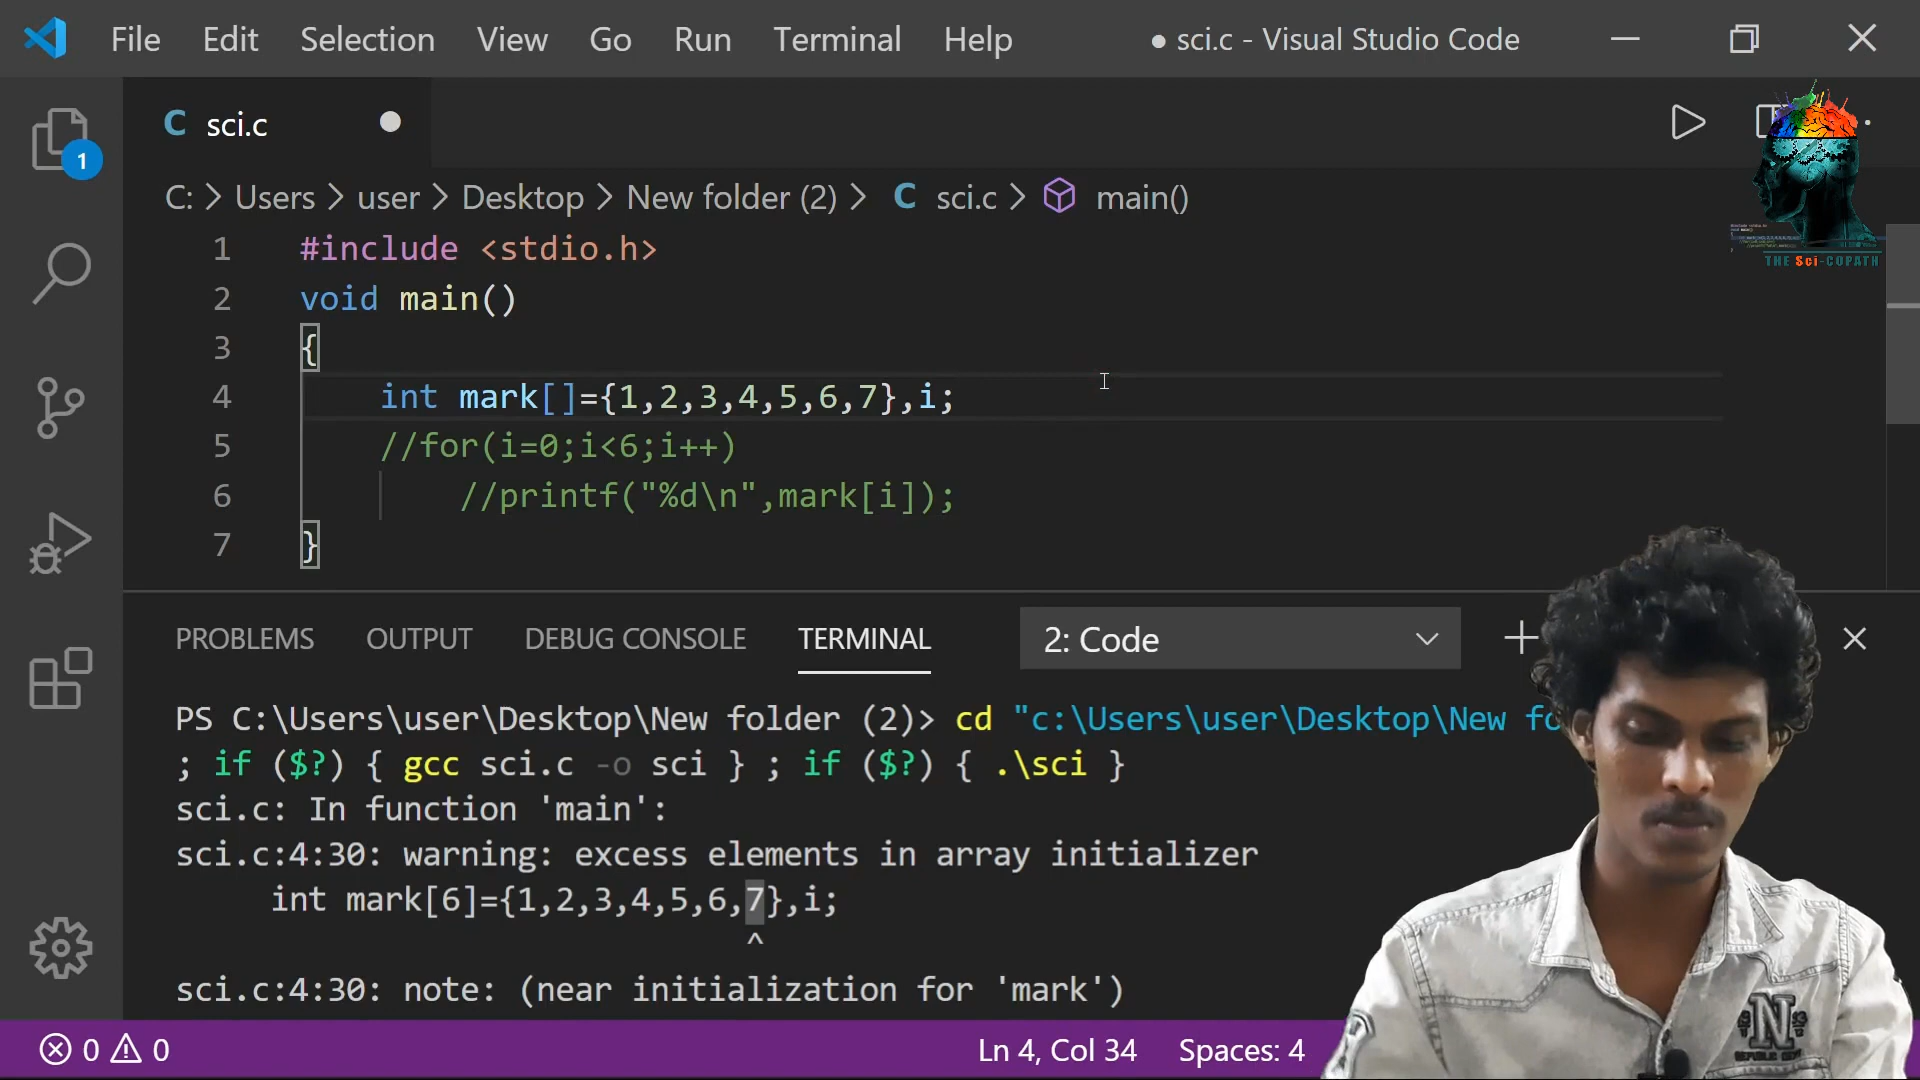 File Edit Selection View Go Run Terminal Help ● sci.c - Visual Studio Code
C sci.c
1
C: > Users > user > Desktop > New folder (2) > C sci.c > main()
THE Sci-COPATH
1 #include <stdio.h>
2 void main()
3 {
4 int mark[]={1,2,3,4,5,6,7},i;
5 //for(i=0;i<6;i++)
6 //printf("%d\n",mark[i]);
7 }
PROBLEMS OUTPUT DEBUG CONSOLE TERMINAL 2: Code
PS C:\Users\user\Desktop\New folder (2)> cd "c:\Users\user\Desktop\New fo
; if ($?) { gcc sci.c -o sci } ; if ($?) { .\sci }
sci.c: In function 'main':
sci.c:4:30: warning: excess elements in array initializer
int mark[6]={1,2,3,4,5,6,7},i;
^
sci.c:4:30: note: (near initialization for 'mark')
0 0 Ln 4, Col 34 Spaces: 4
N